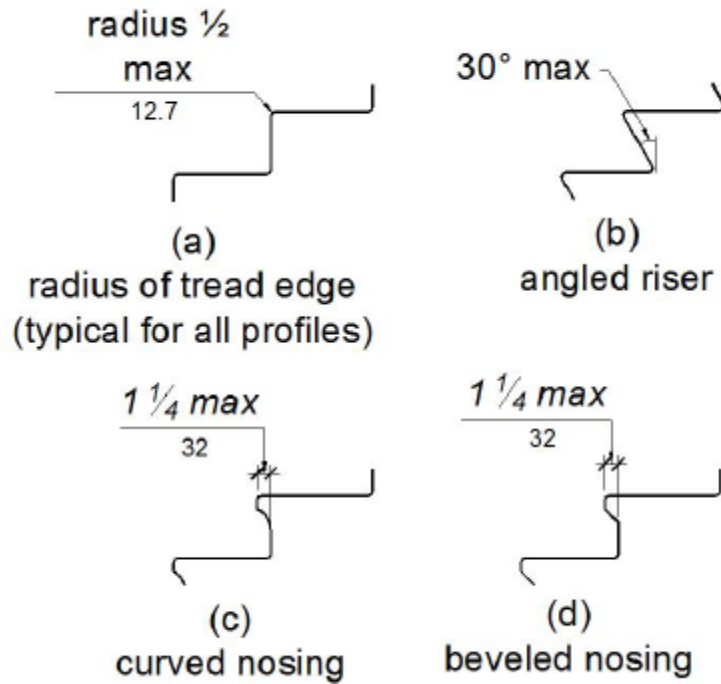 radius ½
max
12.7
(a)
radius of tread edge
(typical for all profiles)
30° max
(b)
angled riser
1 ¼ max
32
(c)
curved nosing
1 ¼ max
32
(d)
beveled nosing